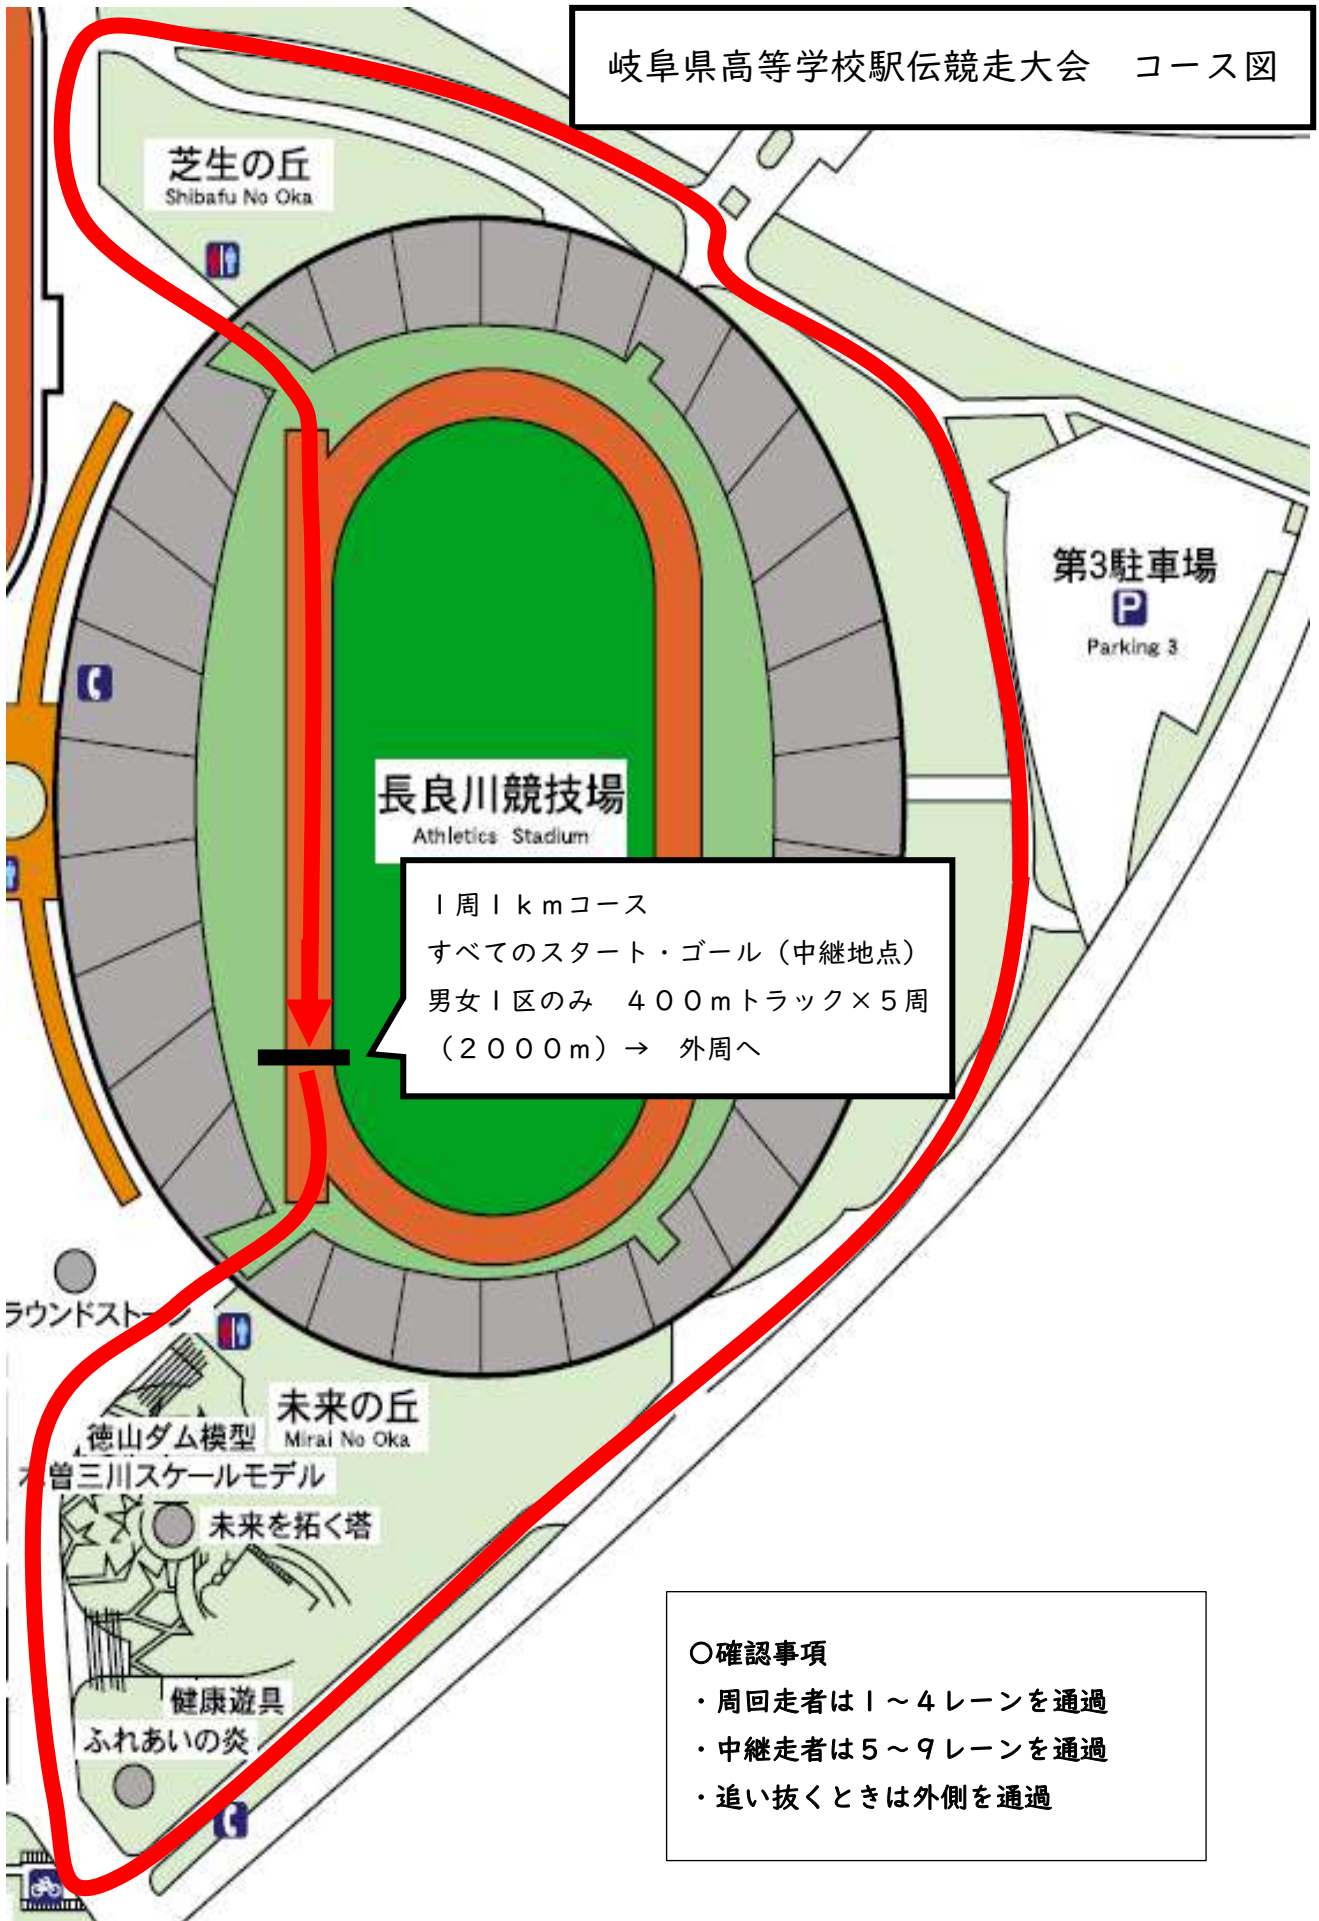 岐阜県高等学校駅伝競走大会　コース図
芝生の丘
Shibafu No Oka
第3駐車場
P
Parking 3
長良川競技場
Athletics Stadium
1周1kmコース
すべてのスタート・ゴール（中継地点）
男女1区のみ　400mトラック×5周
（2000m）→　外周へ
ラウンドストーン
未来の丘
Mirai No Oka
徳山ダム模型
木曽三川スケールモデル
未来を拓く塔
健康遊具
ふれあいの炎
○確認事項
・周回走者は1～4レーンを通過
・中継走者は5～9レーンを通過
・追い抜くときは外側を通過